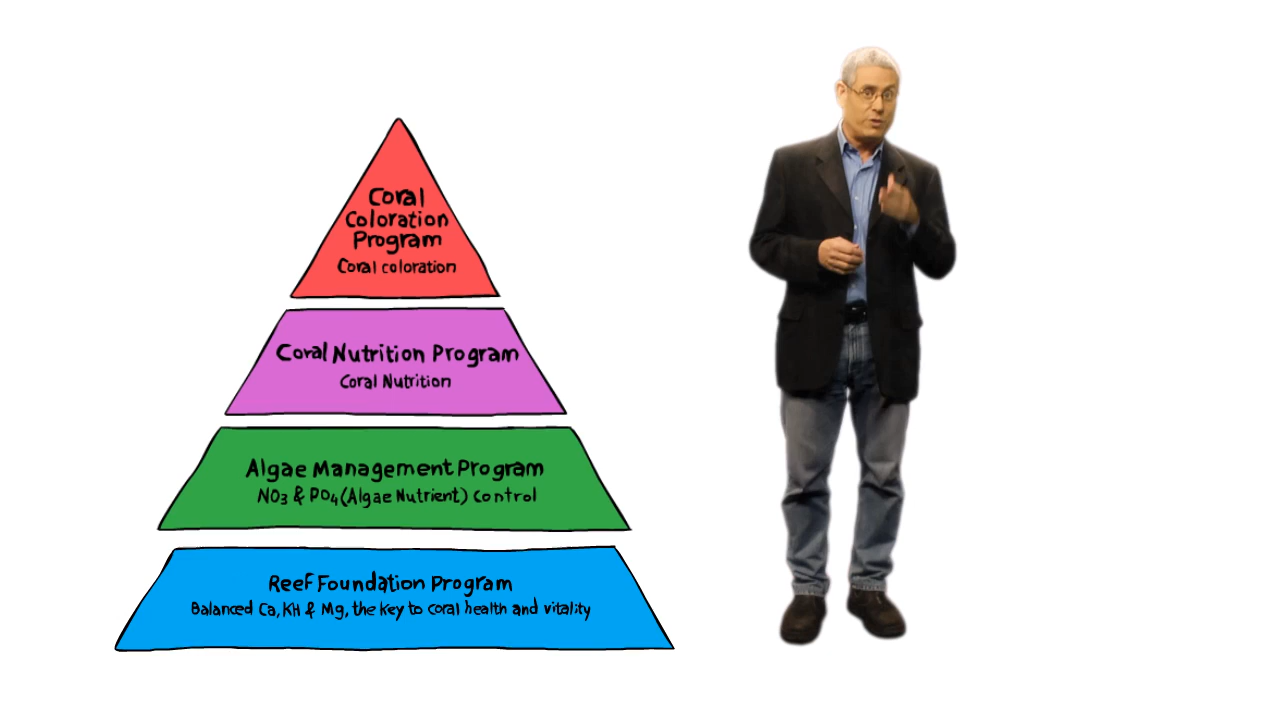 Coral
Coloration
Program
Coral coloration
Coral Nutrition Program
Coral Nutrition
Algae Management Program
NO₃ & PO₄ (Algae Nutrient) Control
Reef Foundation Program
Balanced Ca, KH & Mg, the key to coral health and vitality